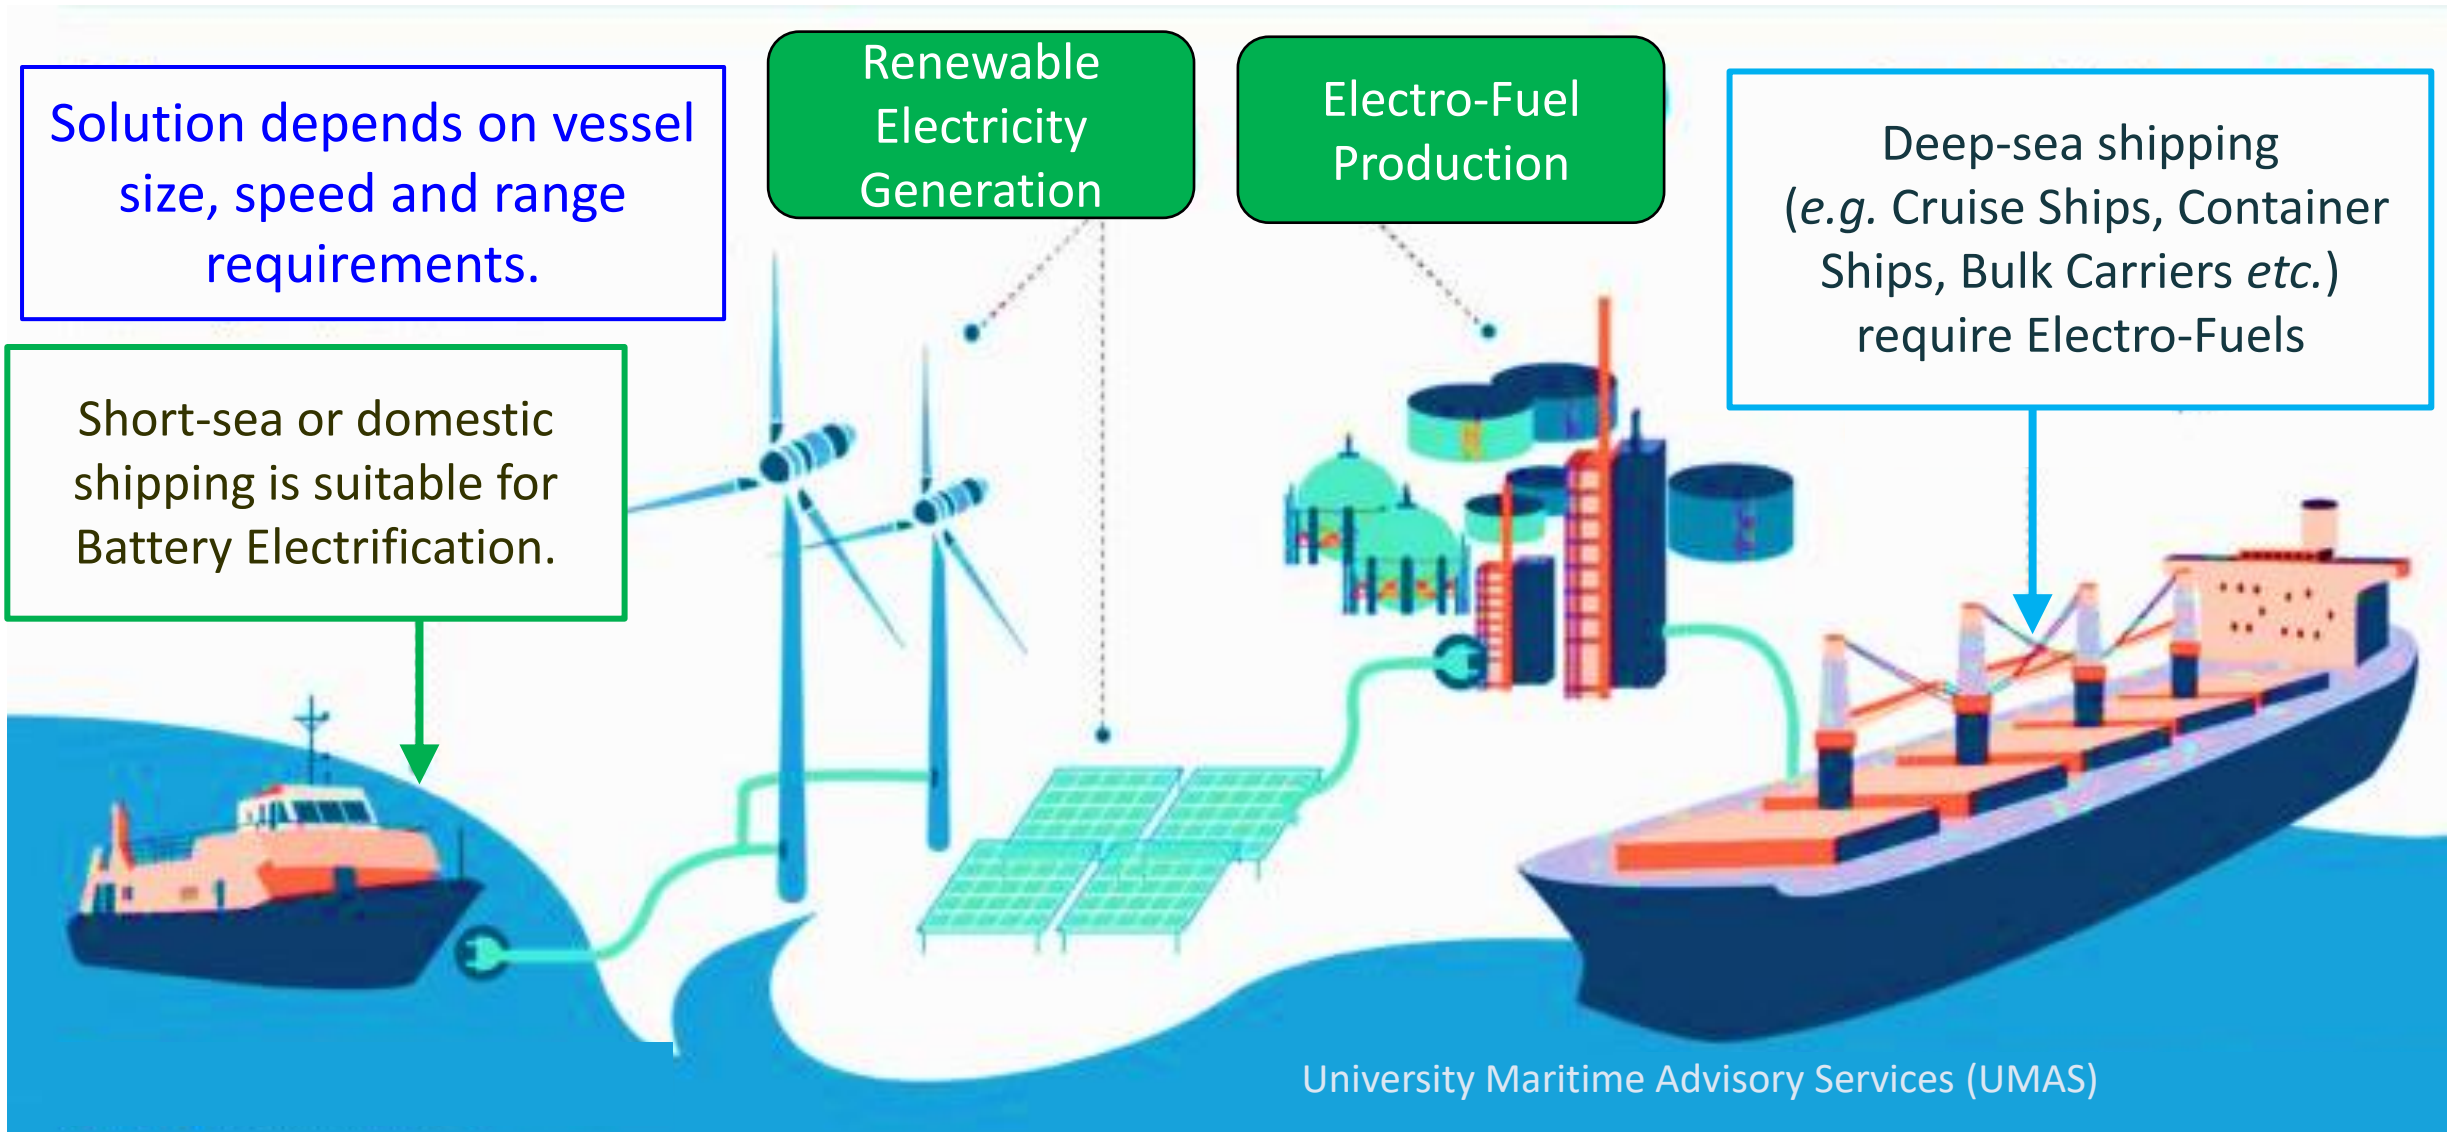 Solution depends on vessel
size, speed and range
requirements.
Renewable
Electricity
Generation
Electro-Fuel
Production
Deep-sea shipping
(e.g. Cruise Ships, Container
Ships, Bulk Carriers etc.)
require Electro-Fuels
Short-sea or domestic
shipping is suitable for
Battery Electrification.
University Maritime Advisory Services (UMAS)